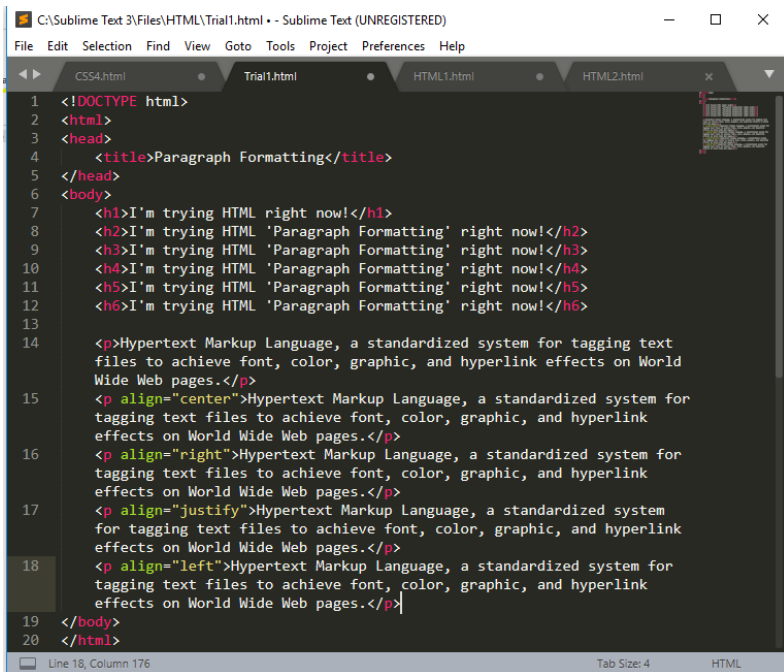 C:\Sublime Text 3\Files\HTML\Trial1.html • - Sublime Text (UNREGISTERED)
File Edit Selection Find View Goto Tools Project Preferences Help
CSS4.html Trial1.html HTML1.html HTML2.html
1 <!DOCTYPE html>
2 <html>
3 <head>
4 <title>Paragraph Formatting</title>
5 </head>
6 <body>
7 <h1>I'm trying HTML right now!</h1>
8 <h2>I'm trying HTML 'Paragraph Formatting' right now!</h2>
9 <h3>I'm trying HTML 'Paragraph Formatting' right now!</h3>
10 <h4>I'm trying HTML 'Paragraph Formatting' right now!</h4>
11 <h5>I'm trying HTML 'Paragraph Formatting' right now!</h5>
12 <h6>I'm trying HTML 'Paragraph Formatting' right now!</h6>
13
14 <p>Hypertext Markup Language, a standardized system for tagging text
files to achieve font, color, graphic, and hyperlink effects on World
Wide Web pages.</p>
15 <p align="center">Hypertext Markup Language, a standardized system for
tagging text files to achieve font, color, graphic, and hyperlink
effects on World Wide Web pages.</p>
16 <p align="right">Hypertext Markup Language, a standardized system for
tagging text files to achieve font, color, graphic, and hyperlink
effects on World Wide Web pages.</p>
17 <p align="justify">Hypertext Markup Language, a standardized system
for tagging text files to achieve font, color, graphic, and hyperlink
effects on World Wide Web pages.</p>
18 <p align="left">Hypertext Markup Language, a standardized system for
tagging text files to achieve font, color, graphic, and hyperlink
effects on World Wide Web pages.</p>
19 </body>
20 </html>
Line 18, Column 176 Tab Size: 4 HTML